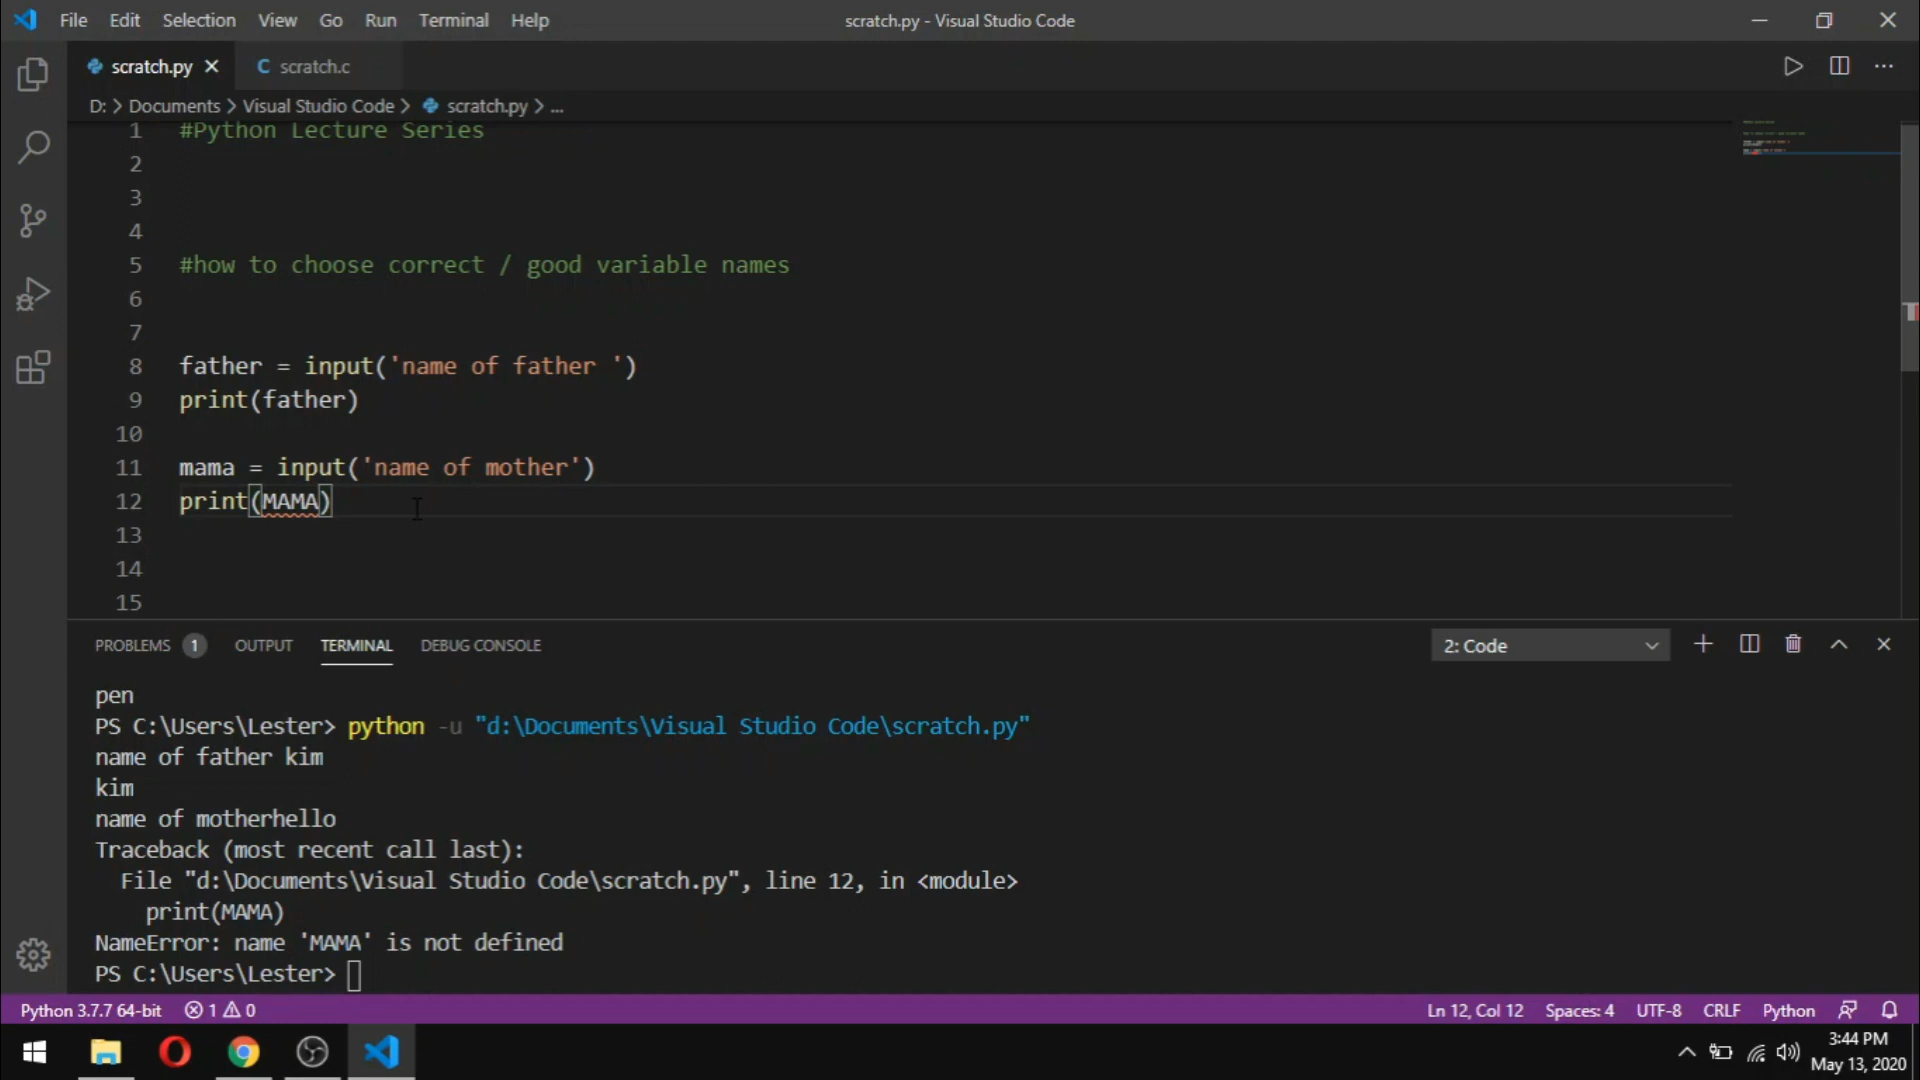 File Edit Selection View Go Run Terminal Help scratch.py - Visual Studio Code
scratch.py scratch.c
D: > Documents > Visual Studio Code > scratch.py > ...
1 #Python Lecture Series
2
3
4
5 #how to choose correct / good variable names
6
7
8 father = input('name of father ')
9 print(father)
10
11 mama = input('name of mother')
12 print(MAMA)
13
14
15
PROBLEMS 1 OUTPUT TERMINAL DEBUG CONSOLE 2: Code
pen
PS C:\Users\Lester> python -u "d:\Documents\Visual Studio Code\scratch.py"
name of father kim
kim
name of motherhello
Traceback (most recent call last):
File "d:\Documents\Visual Studio Code\scratch.py", line 12, in <module>
print(MAMA)
NameError: name 'MAMA' is not defined
PS C:\Users\Lester>
Python 3.7.7 64-bit 1 0 Ln 12, Col 12 Spaces: 4 UTF-8 CRLF Python
3:44 PM
May 13, 2020